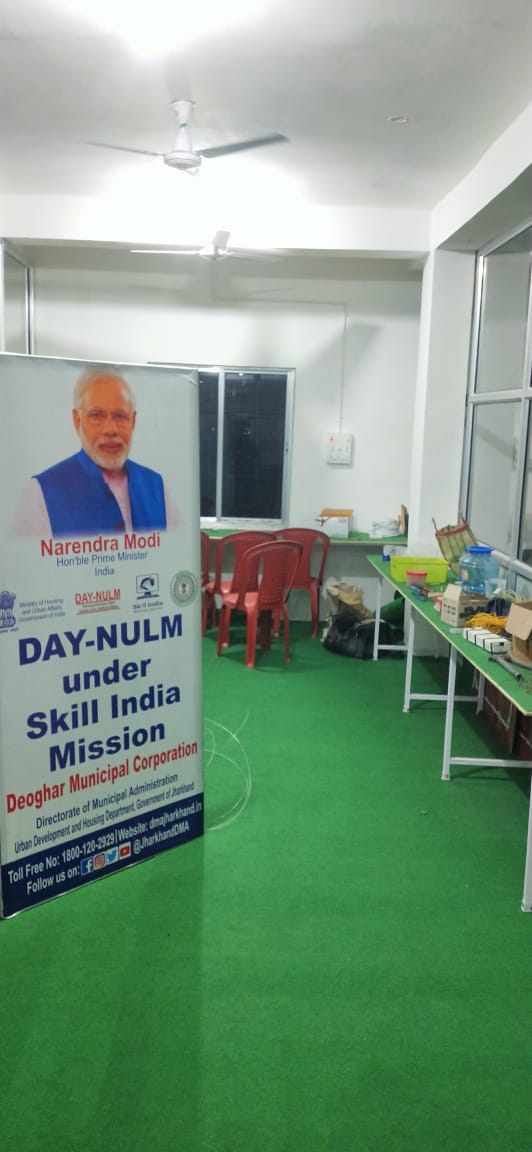 Narendra Modi
Hon'ble Prime Minister
India
Ministry of Housing
and Urban Affairs
Government of India
DAY-NULM
Skill India
DAY-NULM
under
Skill India
Mission
Deoghar Municipal Corporation
Directorate of Municipal Administration
Urban Development and Housing Department, Government of Jharkhand
Toll Free No: 1800-120-2929|Website: dmajharkhand.in
Follow us on: @JharkhandDMA